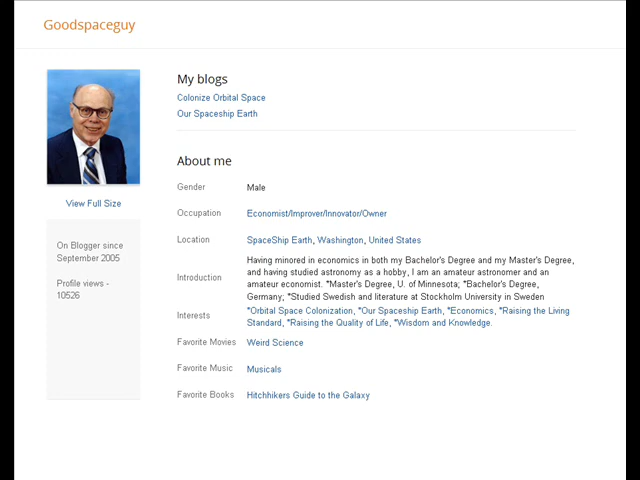 Goodspaceguy
My blogs
Colonize Orbital Space
Our Spaceship Earth
About me
Gender Male
Occupation Economist/Improver/Innovator/Owner
Location SpaceShip Earth, Washington, United States
Introduction Having minored in economics in both my Bachelor's Degree and my Master's Degree,
and having studied astronomy as a hobby, I am an amateur astronomer and an
amateur economist. *Master's Degree, U. of Minnesota; *Bachelor's Degree,
Germany; *Studied Swedish and literature at Stockholm University in Sweden
Interests *Orbital Space Colonization, *Our Spaceship Earth, *Economics, *Raising the Living
Standard, *Raising the Quality of Life, *Wisdom and Knowledge.
Favorite Movies Weird Science
Favorite Music Musicals
Favorite Books Hitchhikers Guide to the Galaxy
View Full Size
On Blogger since
September 2005
Profile views -
10526